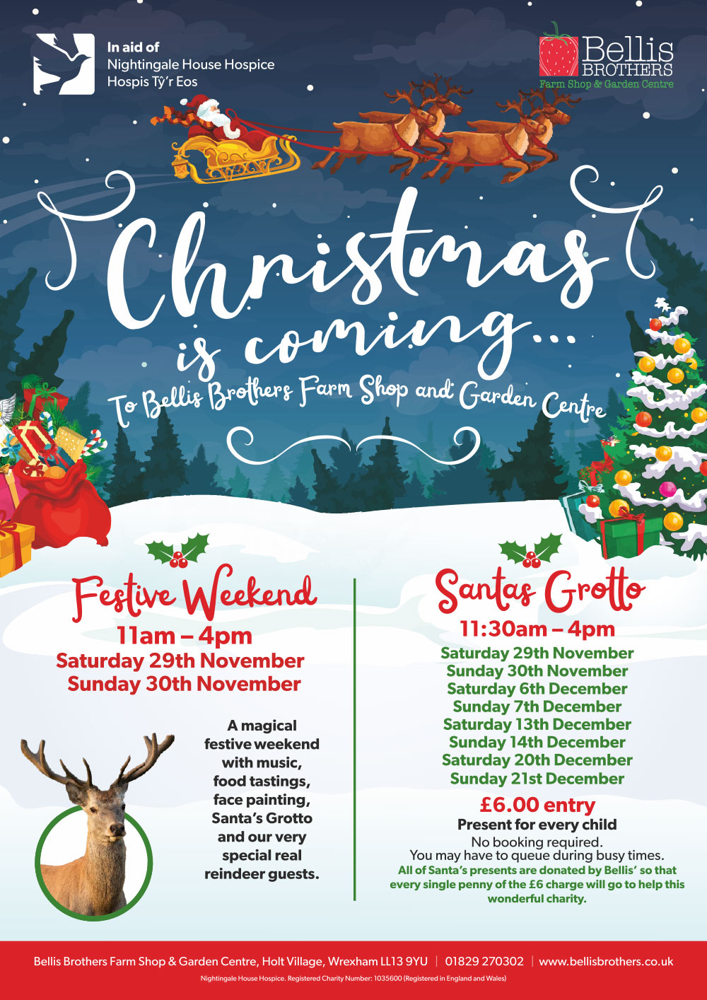 In aid of
Nightingale House Hospice
Hospis Tŷ'r Eos
Bellis
BROTHERS
Farm Shop & Garden Centre
Christmas
is coming...
To Bellis Brothers Farm Shop and Garden Centre
Festive Weekend
11am – 4pm
Saturday 29th November
Sunday 30th November
A magical
festive weekend
with music,
food tastings,
face painting,
Santa's Grotto
and our very
special real
reindeer guests.
Santas Grotto
11:30am – 4pm
Saturday 29th November
Sunday 30th November
Saturday 6th December
Sunday 7th December
Saturday 13th December
Sunday 14th December
Saturday 20th December
Sunday 21st December
£6.00 entry
Present for every child
No booking required.
You may have to queue during busy times.
All of Santa's presents are donated by Bellis' so that
every single penny of the £6 charge will go to help this
wonderful charity.
Bellis Brothers Farm Shop & Garden Centre, Holt Village, Wrexham LL13 9YU | 01829 270302 | www.bellisbrothers.co.uk
Nightingale House Hospice. Registered Charity Number: 1035600 (Registered in England and Wales)